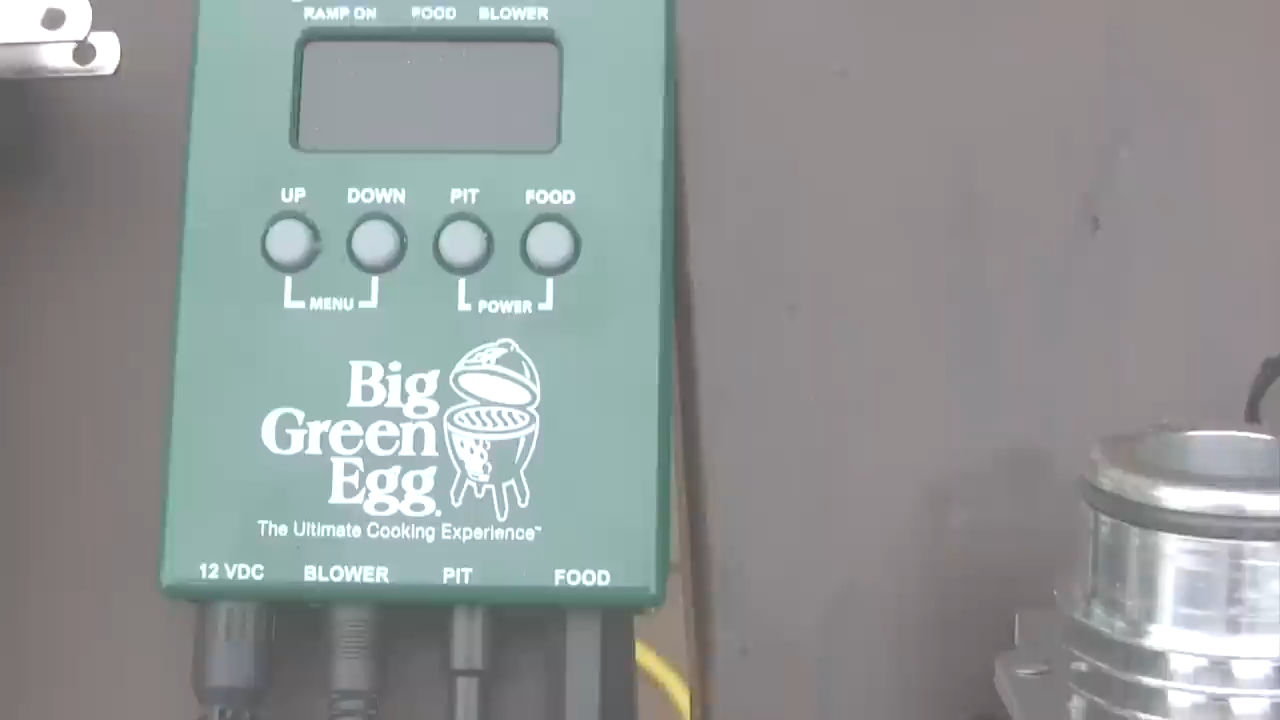 RAMP ON FOOD BLOWER
UP DOWN PIT FOOD
MENU POWER
Big
Green
Egg.
The Ultimate Cooking Experience™
12 VDC BLOWER PIT FOOD